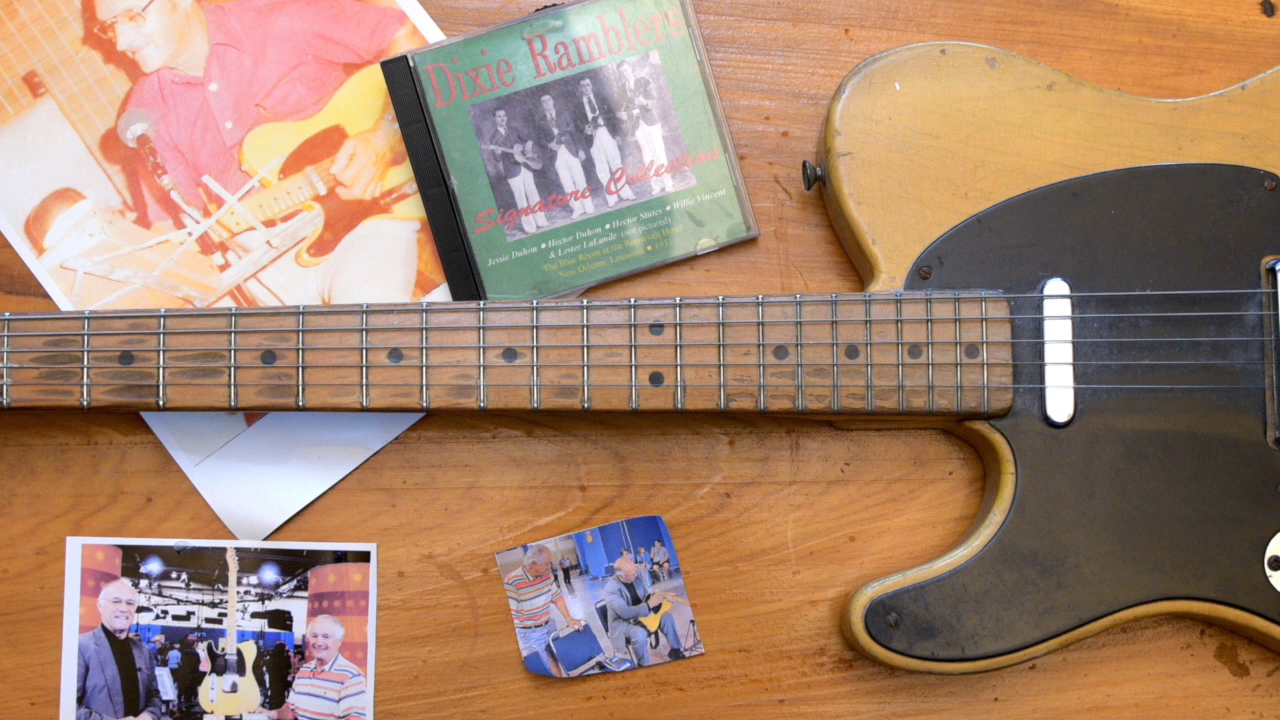 Dixie Ramblers
Signature Collection
Jessie Duhon • Hector Duhon • Hector Stutes • Willie Vincent
& Lester LaLande (not pictured)
The Blue Room at the Roosevelt Hotel
New Orleans, Louisiana • 1935